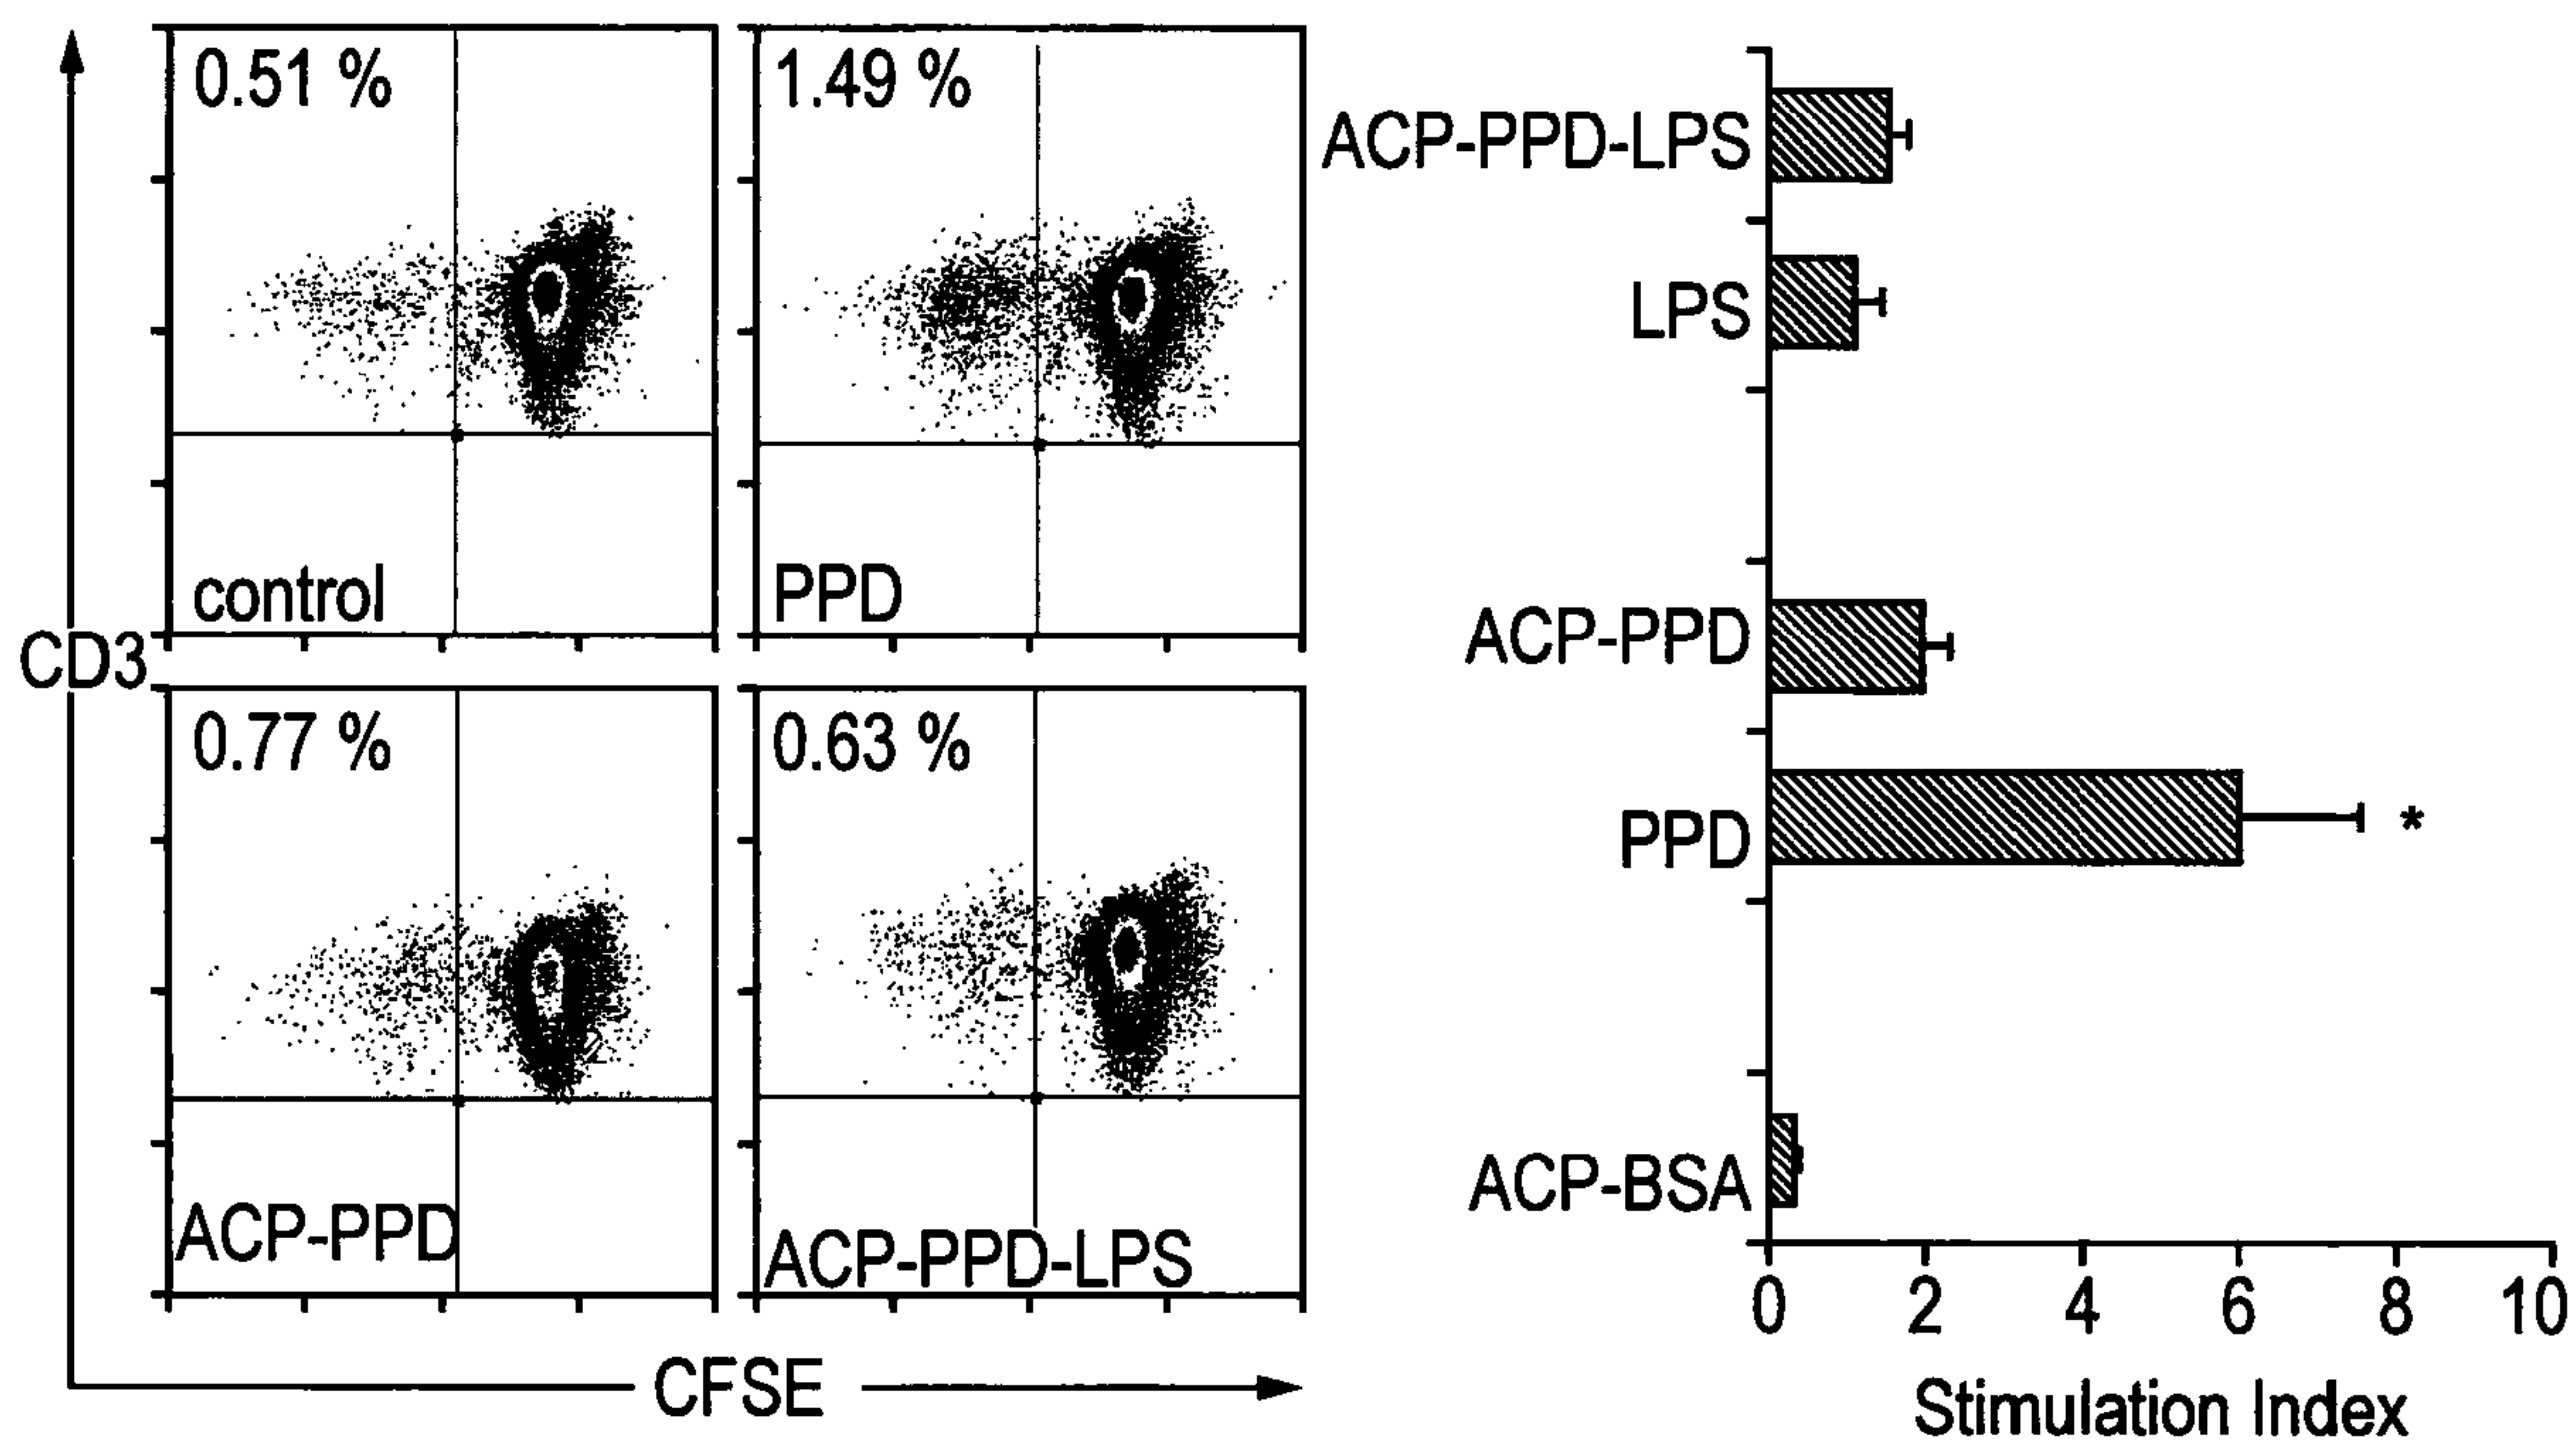 0.51 %
control
1.49 %
PPD
CD3
0.77 %
ACP-PPD
0.63 %
ACP-PPD-LPS
CFSE
ACP-PPD-LPS
LPS
ACP-PPD
PPD
*
ACP-BSA
0 2 4 6 8 10
Stimulation Index